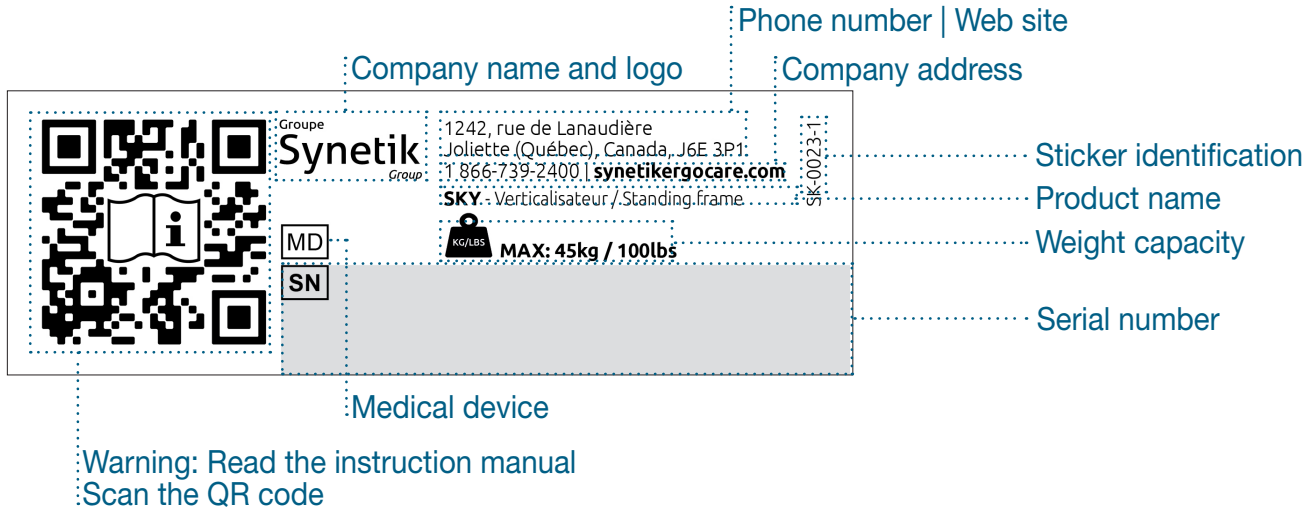 Phone number | Web site
Company name and logo
Company address
Groupe
Synetik
Group
1242, rue de Lanaudière
Joliette (Québec), Canada, J6E 3P1
1 866-739-2400 | synetikergocare.com
SKY - Verticalisateur / Standing frame
KG/LBS
MAX: 45kg / 100lbs
SK-0023-1
i
MD
SN
Sticker identification
Product name
Weight capacity
Serial number
Medical device
Warning: Read the instruction manual
Scan the QR code